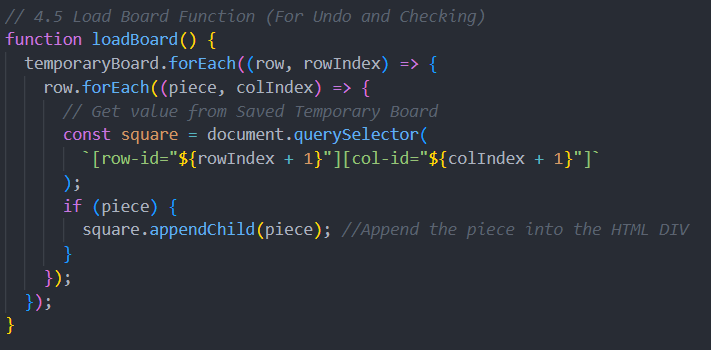 // 4.5 Load Board Function (For Undo and Checking)
function loadBoard() {
  temporaryBoard.forEach((row, rowIndex) => {
    row.forEach((piece, colIndex) => {
      // Get value from Saved Temporary Board
      const square = document.querySelector(
        `[row-id="${rowIndex + 1}"][col-id="${colIndex + 1}"]`
      );
      if (piece) {
        square.appendChild(piece); //Append the piece into the HTML DIV
      }
    });
  });
}